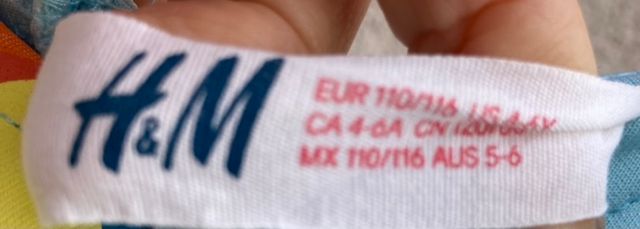 H&M
EUR 110/116 US
CA 4-6A CN
MX 110/116 AUS 5-6